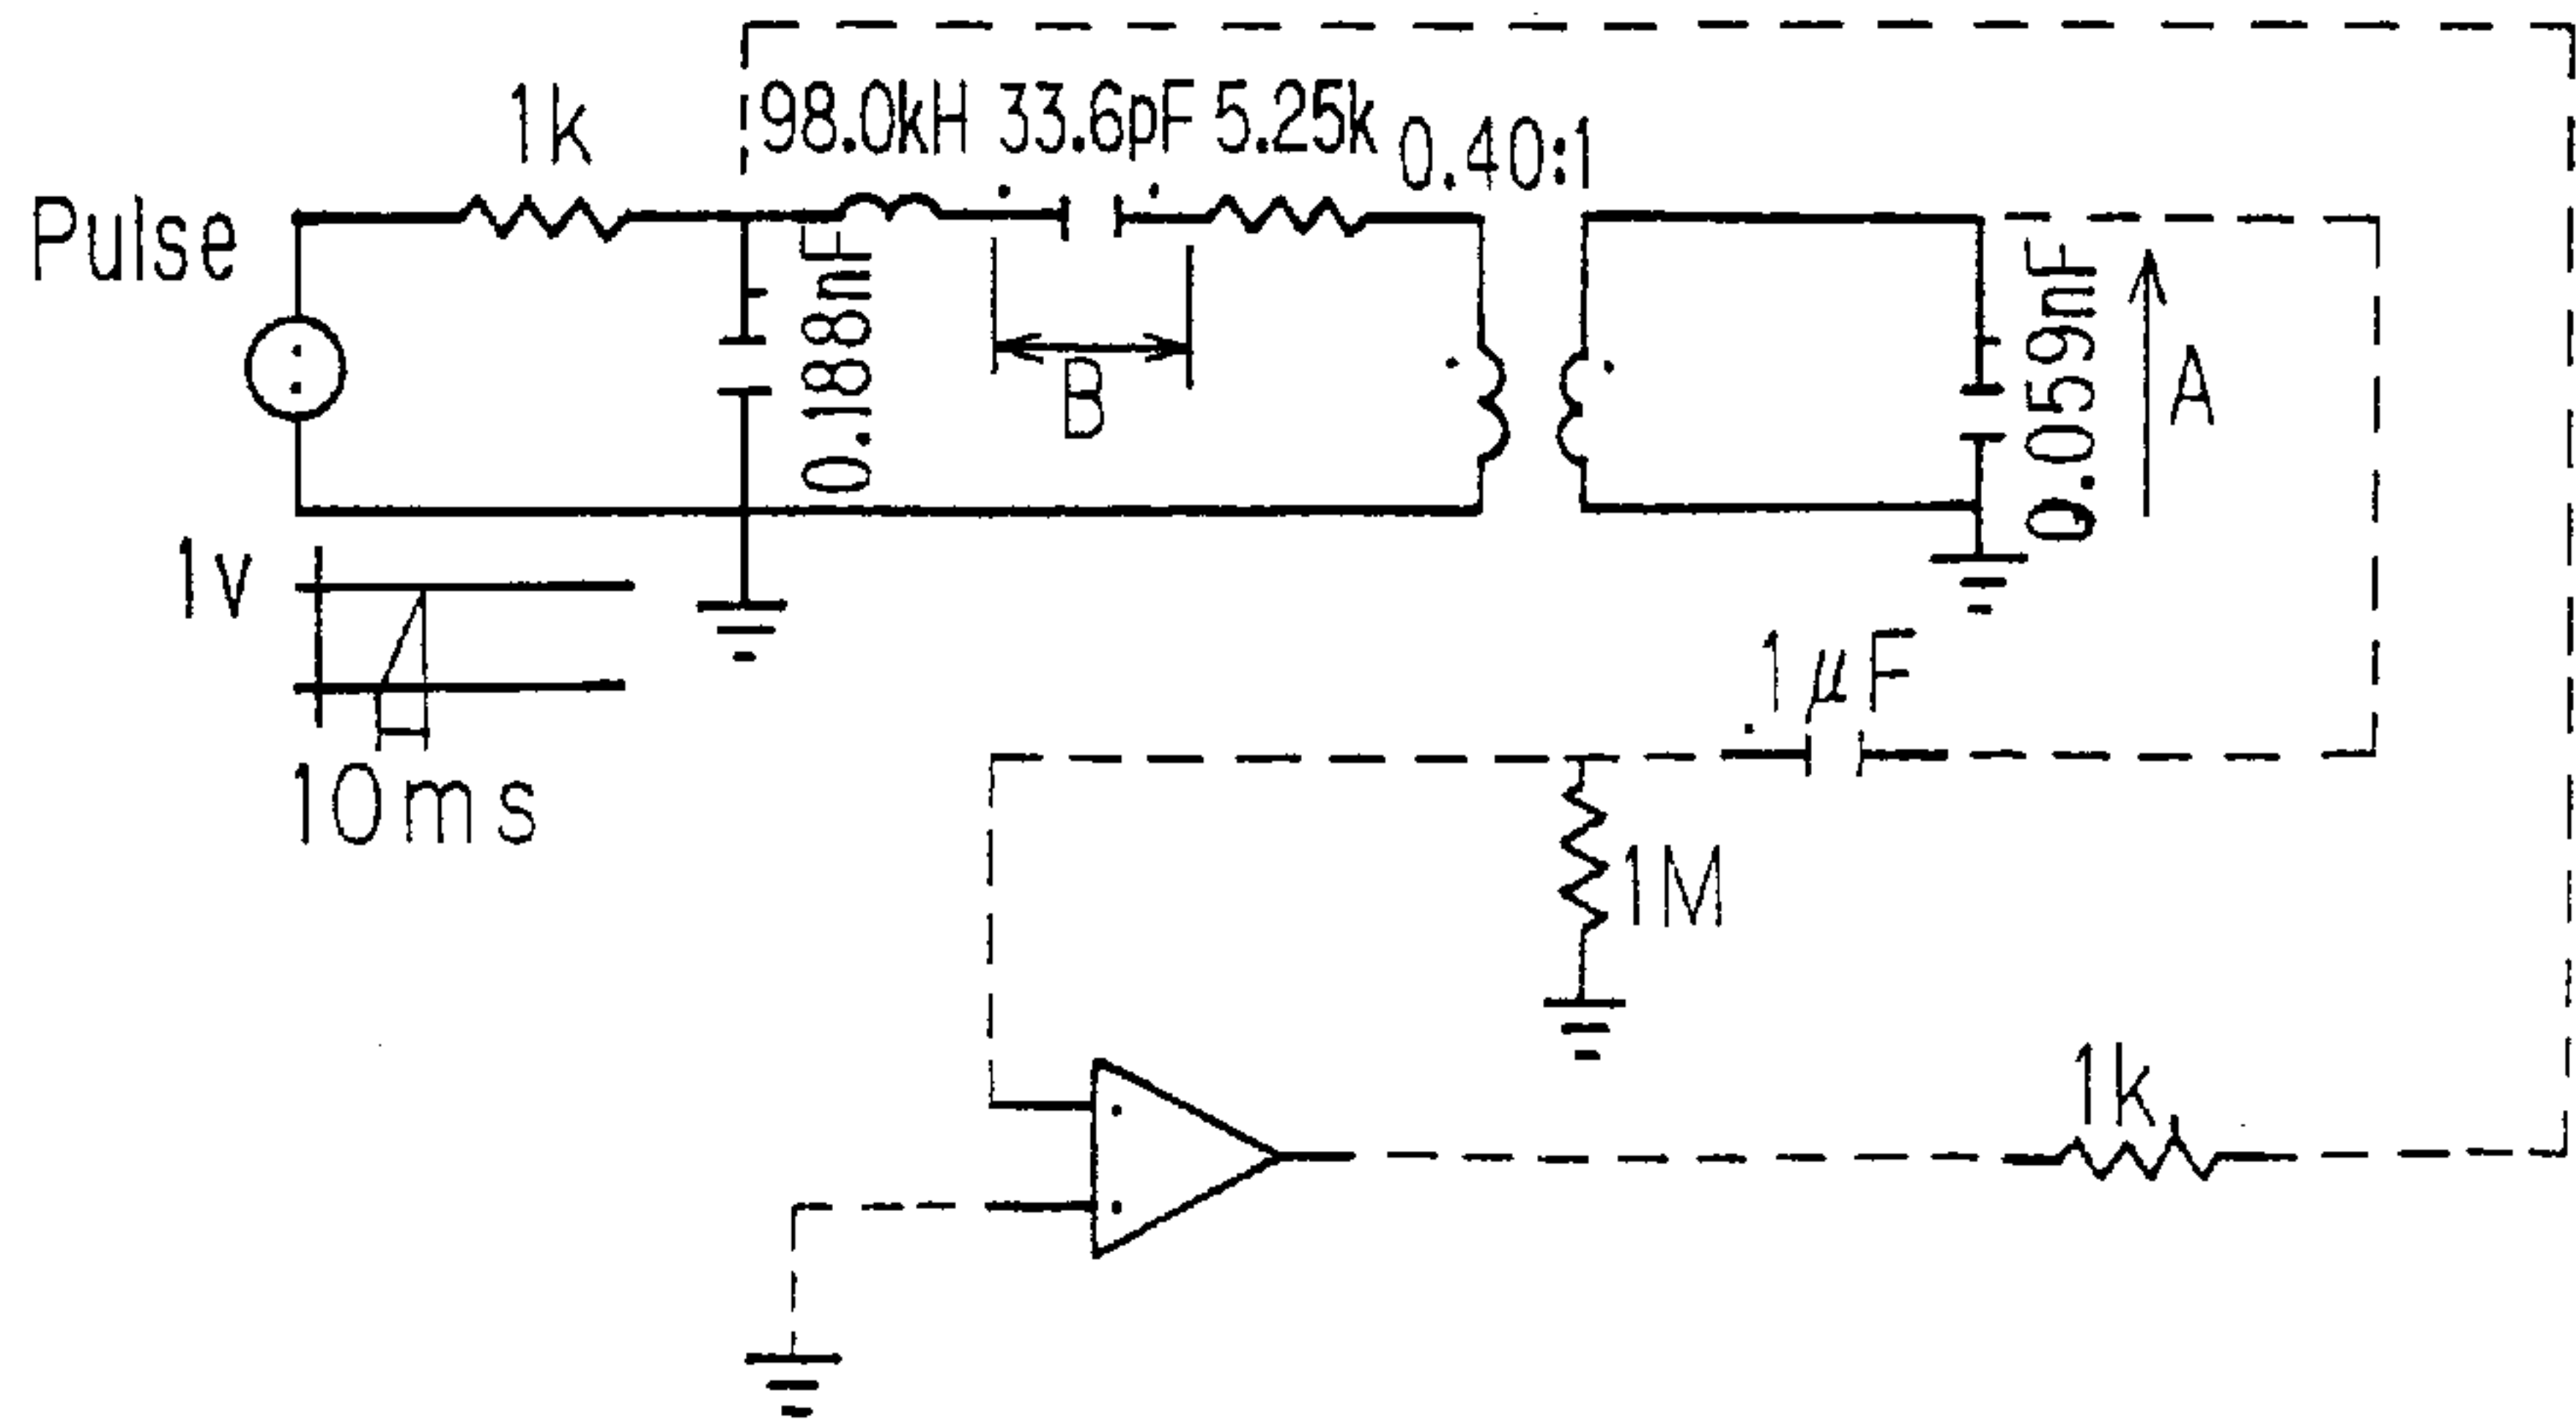 Pulse
1k
98.0kH 33.6pF 5.25k
0.40:1
0.188nF
B
0.059nF
A
1v
10ms
.1μF
1M
1k